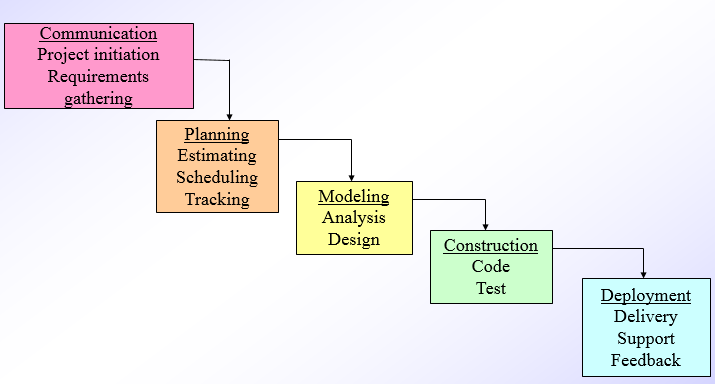 Communication
Project initiation
Requirements
gathering
Planning
Estimating
Scheduling
Tracking
Modeling
Analysis
Design
Construction
Code
Test
Deployment
Delivery
Support
Feedback